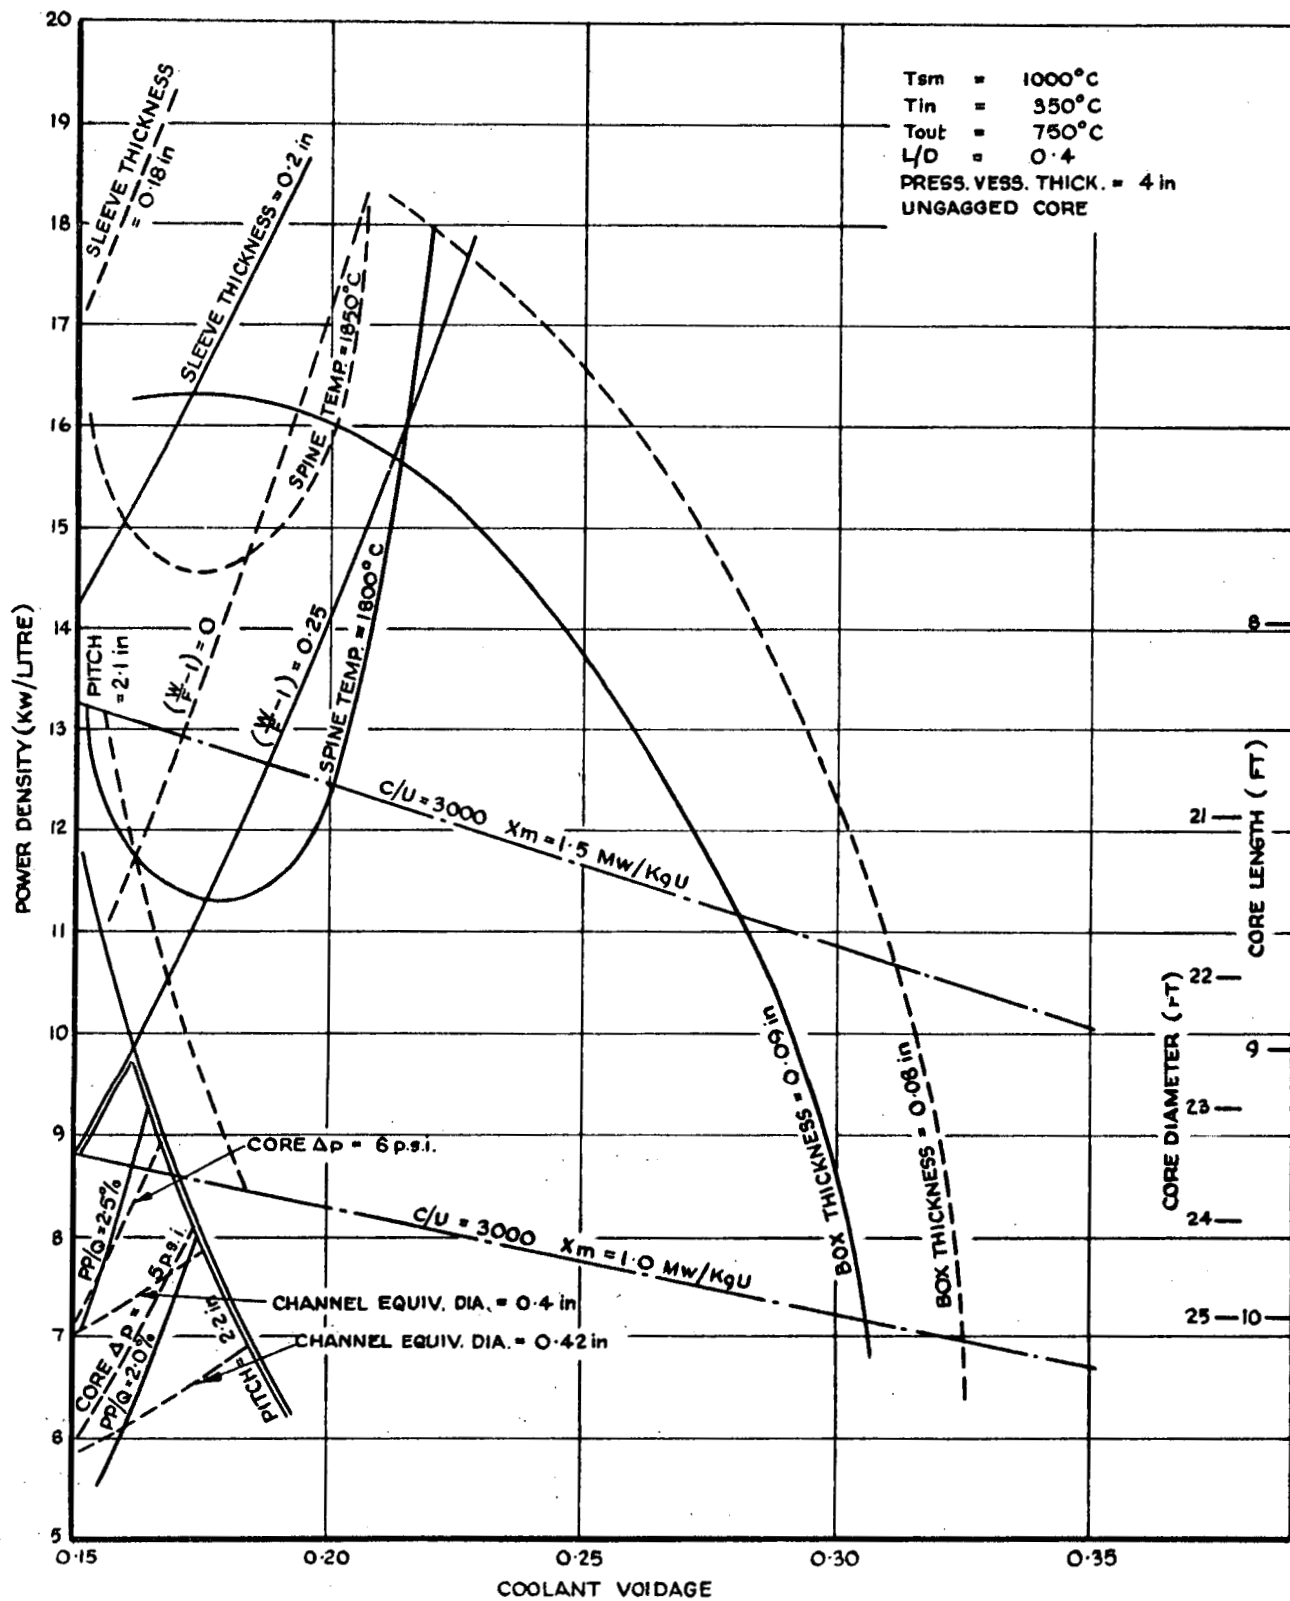 20
19
18
17
16
15
14
13
12
11
10
9
8
7
6
5
POWER DENSITY (KW/LITRE)
0·15
0·20
0·25
0·30
0·35
COOLANT VOIDAGE
Tsm = 1000°C
Tin = 350°C
Tout = 750°C
L/D = 0·4
PRESS. VESS. THICK. = 4 in
UNGAGGED CORE
SLEEVE THICKNESS
= 0·18 in
SLEEVE THICKNESS = 0·2 in
SPINE TEMP. = 1850°C
SPINE TEMP. = 1800°C
PITCH
= 2·1 in
(W/F -1) = 0
(W/F -1) = 0·25
C/U = 3000 Xm = 1·5 Mw/KgU
C/U = 3000 Xm = 1·0 Mw/KgU
BOX THICKNESS = 0·09 in
BOX THICKNESS = 0·08 in
CORE Δp = 6 p.s.i.
PP/Q = 2·5%
CORE Δp = 5 p.s.i.
PP/Q = 2·0%
CHANNEL EQUIV. DIA. = 0·4 in
CHANNEL EQUIV. DIA. = 0·42 in
PITCH = 2·2 in
8
9
10
CORE LENGTH (FT)
21
22
23
24
25
CORE DIAMETER (FT)